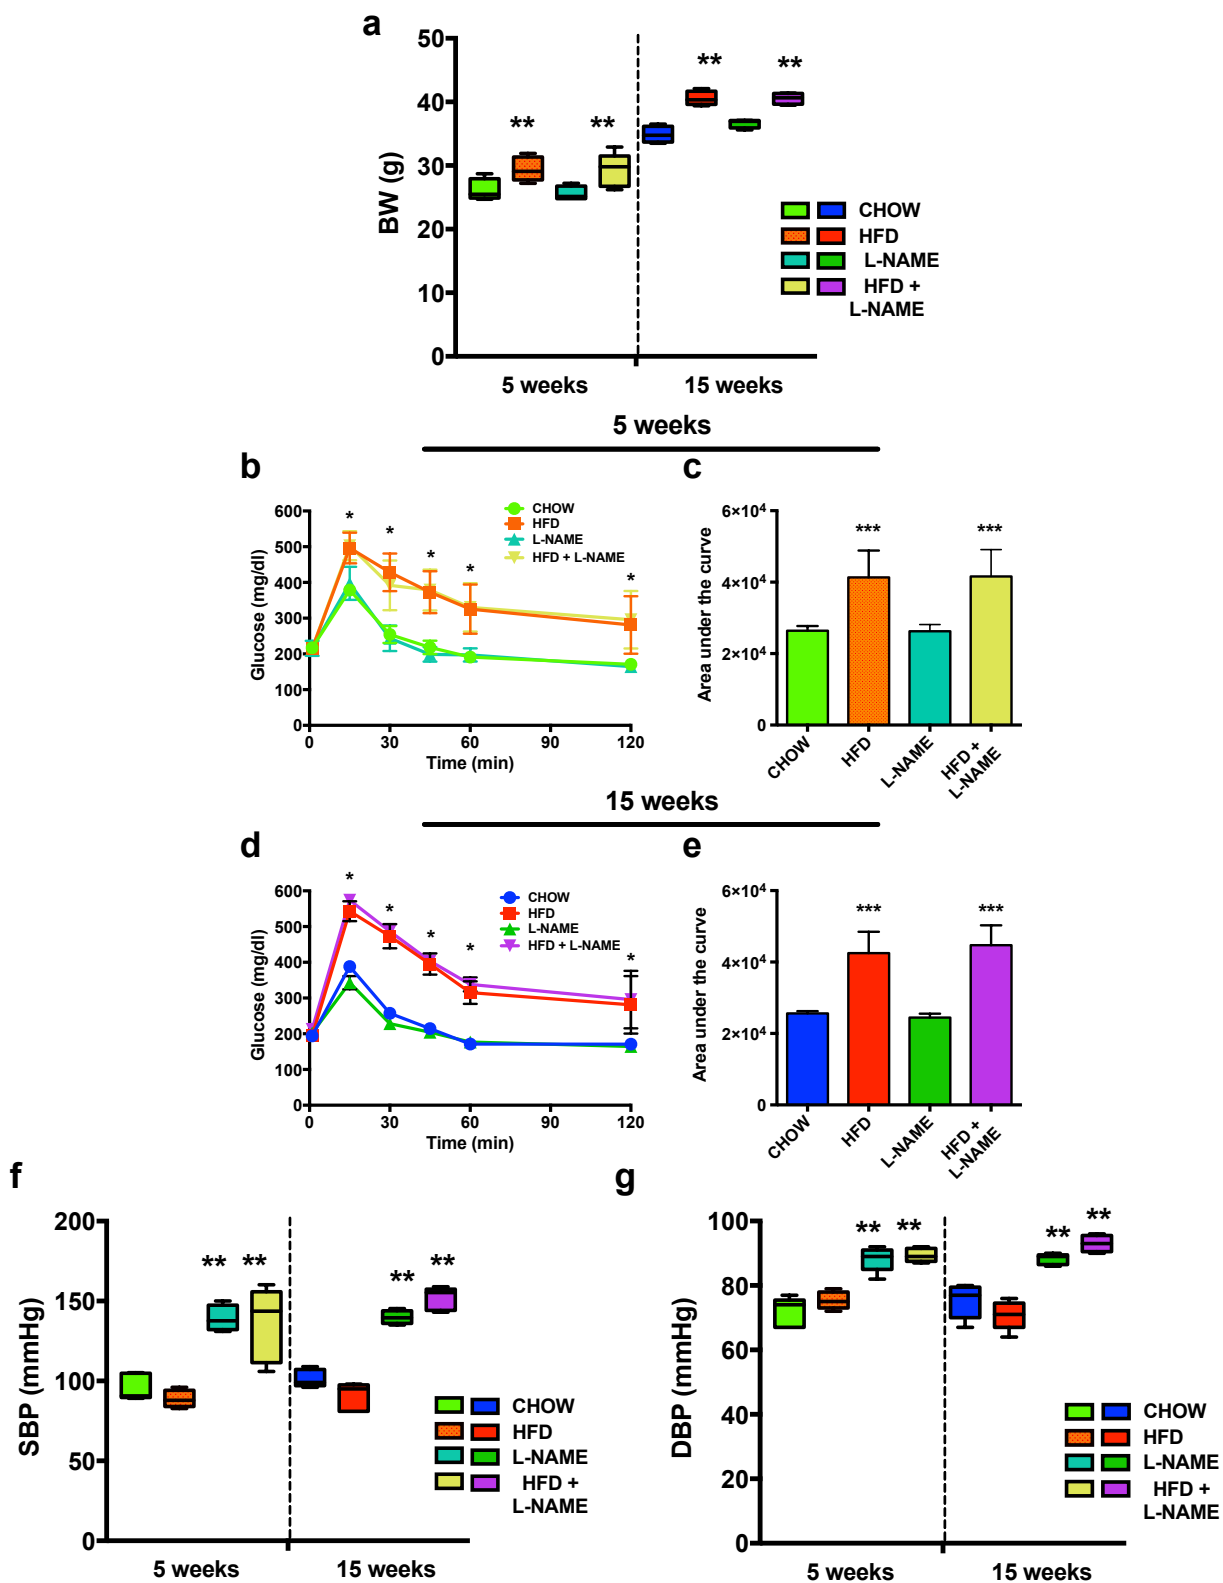 a
50
40
30
20
10
0
BW (g)
** ** ** **
5 weeks 15 weeks
CHOW
HFD
L-NAME
HFD +
L-NAME
5 weeks
b
600
500
400
300
200
100
0
Glucose (mg/dl)
* * * * *
CHOW
HFD
L-NAME
HFD + L-NAME
0 30 60 90 120
Time (min)
c
6×10⁴
4×10⁴
2×10⁴
0
Area under the curve
*** ***
CHOW
HFD
L-NAME
HFD +
L-NAME
15 weeks
d
600
500
400
300
200
100
0
Glucose (mg/dl)
* * * * *
CHOW
HFD
L-NAME
HFD + L-NAME
0 30 60 90 120
Time (min)
e
6×10⁴
4×10⁴
2×10⁴
0
Area under the curve
*** ***
CHOW
HFD
L-NAME
HFD +
L-NAME
f
200
150
100
50
0
SBP (mmHg)
** ** ** **
CHOW
HFD
L-NAME
HFD +
L-NAME
5 weeks 15 weeks
g
100
80
60
40
20
0
DBP (mmHg)
** ** ** **
CHOW
HFD
L-NAME
HFD +
L-NAME
5 weeks 15 weeks